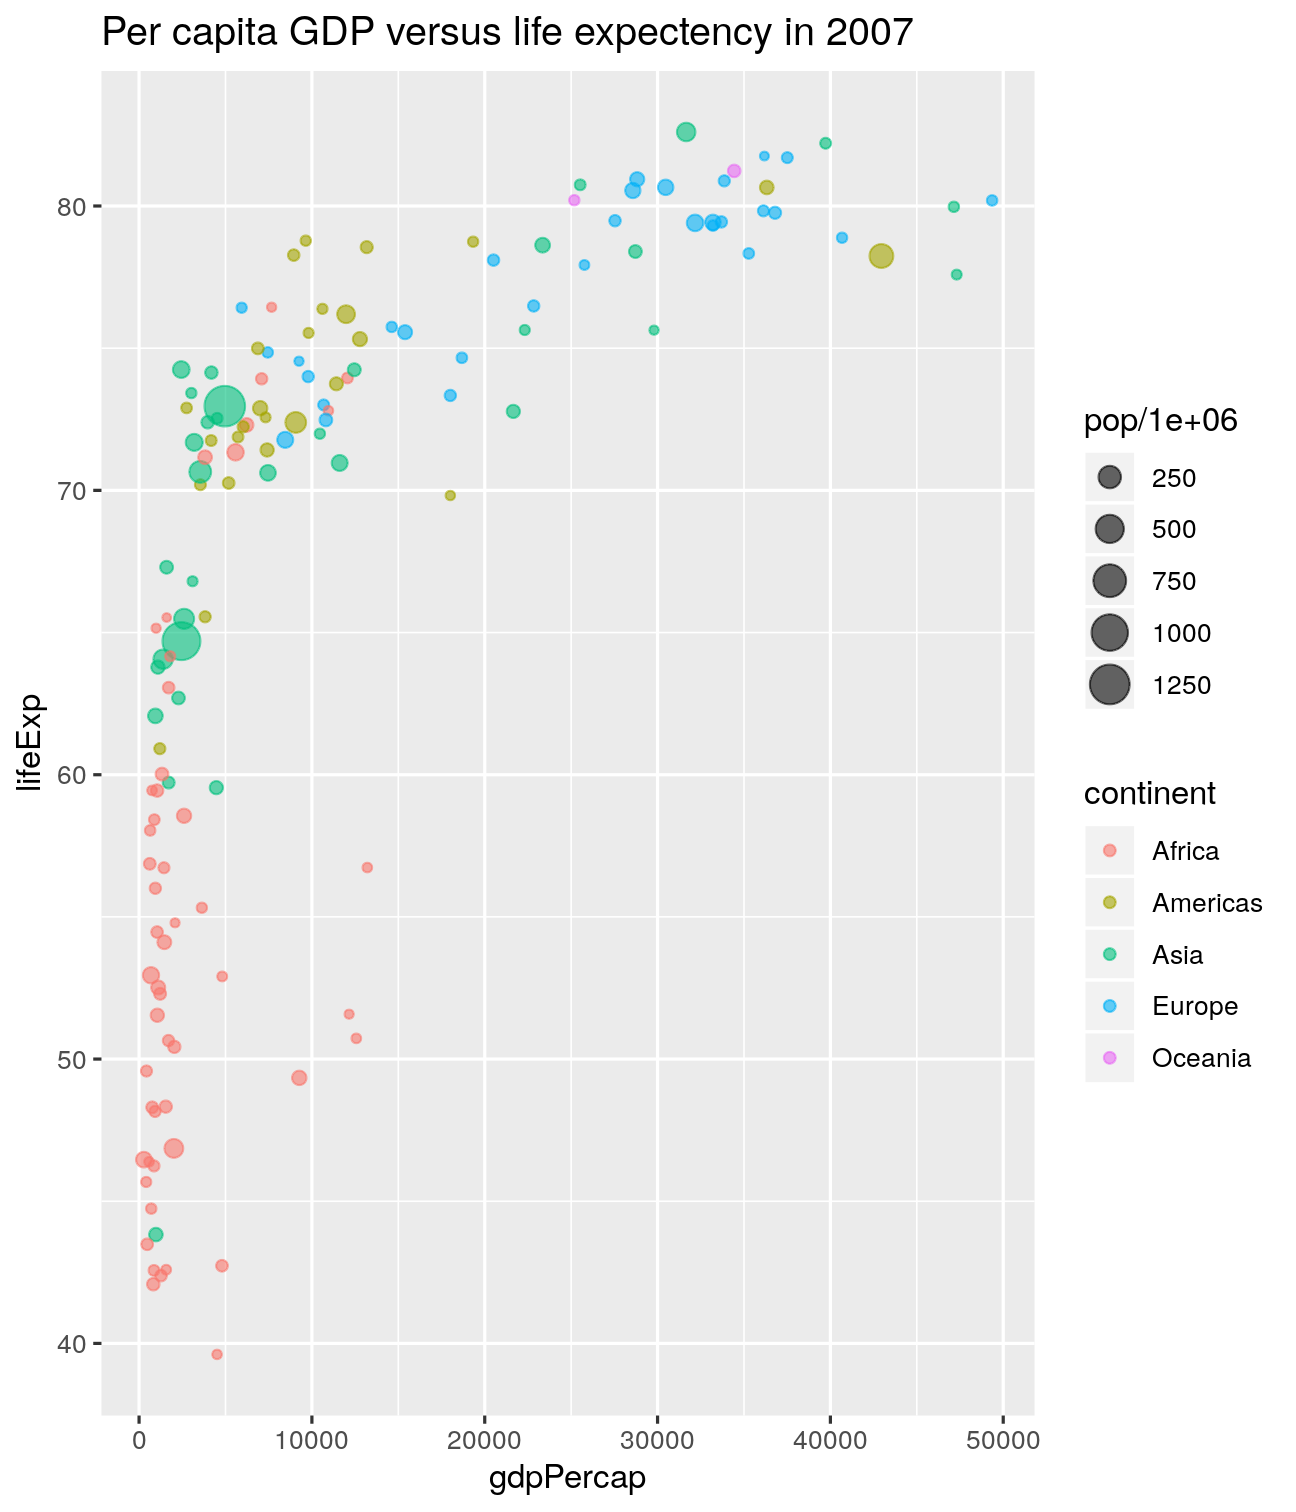 Per capita GDP versus life expectency in 2007
lifeExp
80
70
60
50
40
0 10000 20000 30000 40000 50000
gdpPercap
pop/1e+06
250
500
750
1000
1250
continent
Africa
Americas
Asia
Europe
Oceania